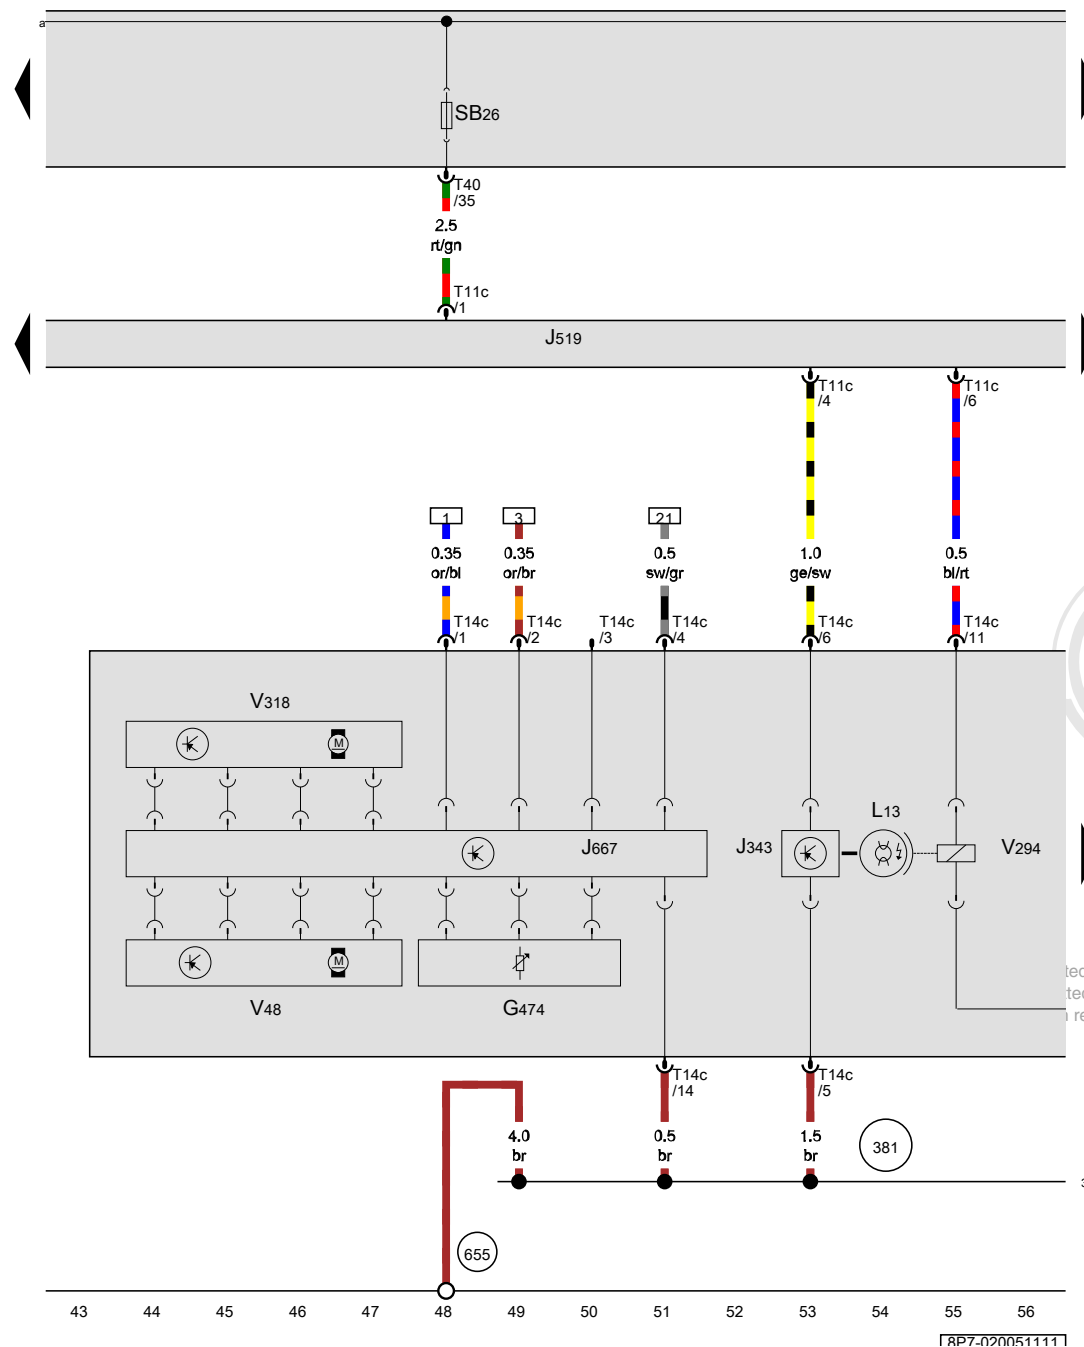 a
SB26
T40
/35
2.5
rt/gn
T11c
/1
J519
T11c
/4
T11c
/6
1
3
21
0.35
or/bl
0.35
or/br
0.5
sw/gr
1.0
ge/sw
0.5
bl/rt
T14c
/1
T14c
/2
T14c
/3
T14c
/4
T14c
/6
T14c
/11
V318
M
L13
J667
J343
V294
M
V48
G474
T14c
/14
T14c
/5
4.0
br
0.5
br
1.5
br
381
655
43 44 45 46 47 48 49 50 51 52 53 54 55 56
8P7-020051111